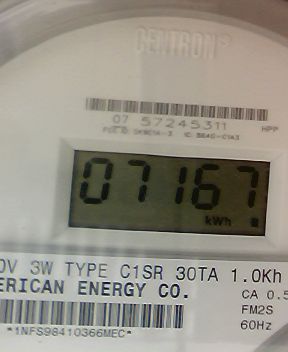 CENTRON®
07 57245311
HPP
07167
kWh
0V 3W TYPE C1SR 30TA 1.0Kh
ERICAN ENERGY CO.
CA 0.5
FM2S
60Hz
*1NFS98410366MEC*